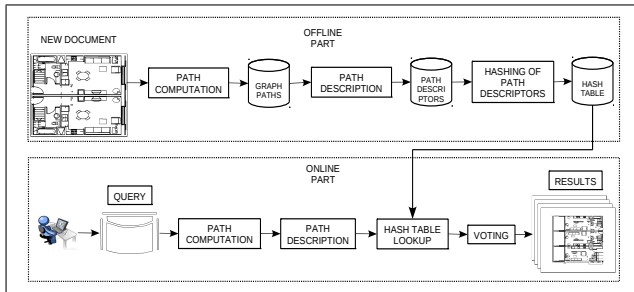 OFFLINE
PART
NEW DOCUMENT
PATH
COMPUTATION
GRAPH
PATHS
PATH
DESCRIPTION
PATH
DESCRI
PTORS
HASHING OF
PATH
DESCRIPTORS
HASH
TABLE
ONLINE
PART
QUERY
PATH
COMPUTATION
PATH
DESCRIPTION
HASH TABLE
LOOKUP
VOTING
RESULTS